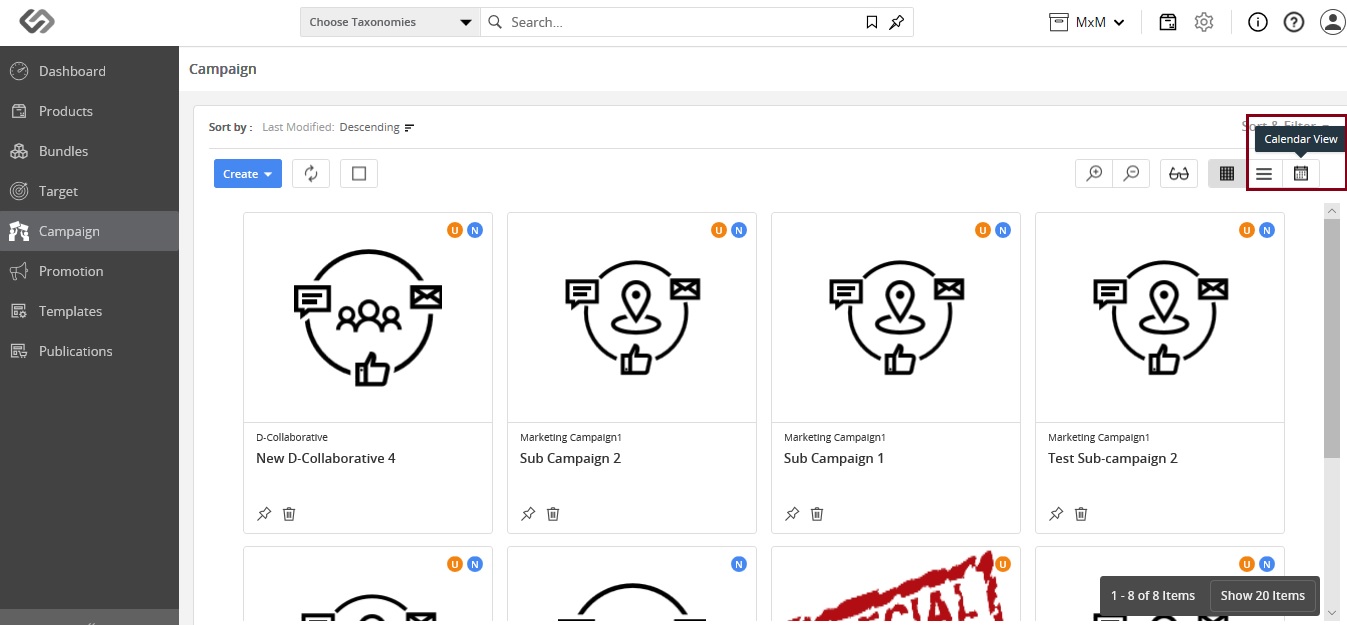 Choose Taxonomies
Search...
MxM
Dashboard
Products
Bundles
Target
Campaign
Promotion
Templates
Publications
Campaign
Sort by : Last Modified: Descending
Sort & Filter
Calendar View
Create
U N
U N
U N
U N
D-Collaborative
New D-Collaborative 4
Marketing Campaign1
Sub Campaign 2
Marketing Campaign1
Sub Campaign 1
Marketing Campaign1
Test Sub-campaign 2
U N
N
U
U N
1 - 8 of 8 Items
Show 20 Items